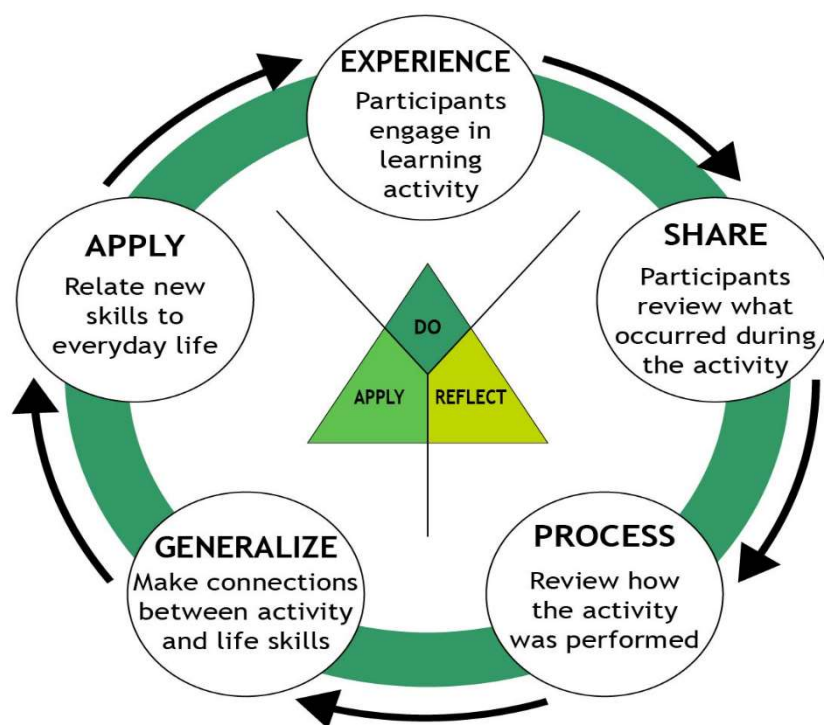 EXPERIENCE
Participants
engage in
learning
activity
SHARE
Participants
review what
occurred during
the activity
PROCESS
Review how
the activity
was performed
GENERALIZE
Make connections
between activity
and life skills
APPLY
Relate new
skills to
everyday life
DO
APPLY
REFLECT